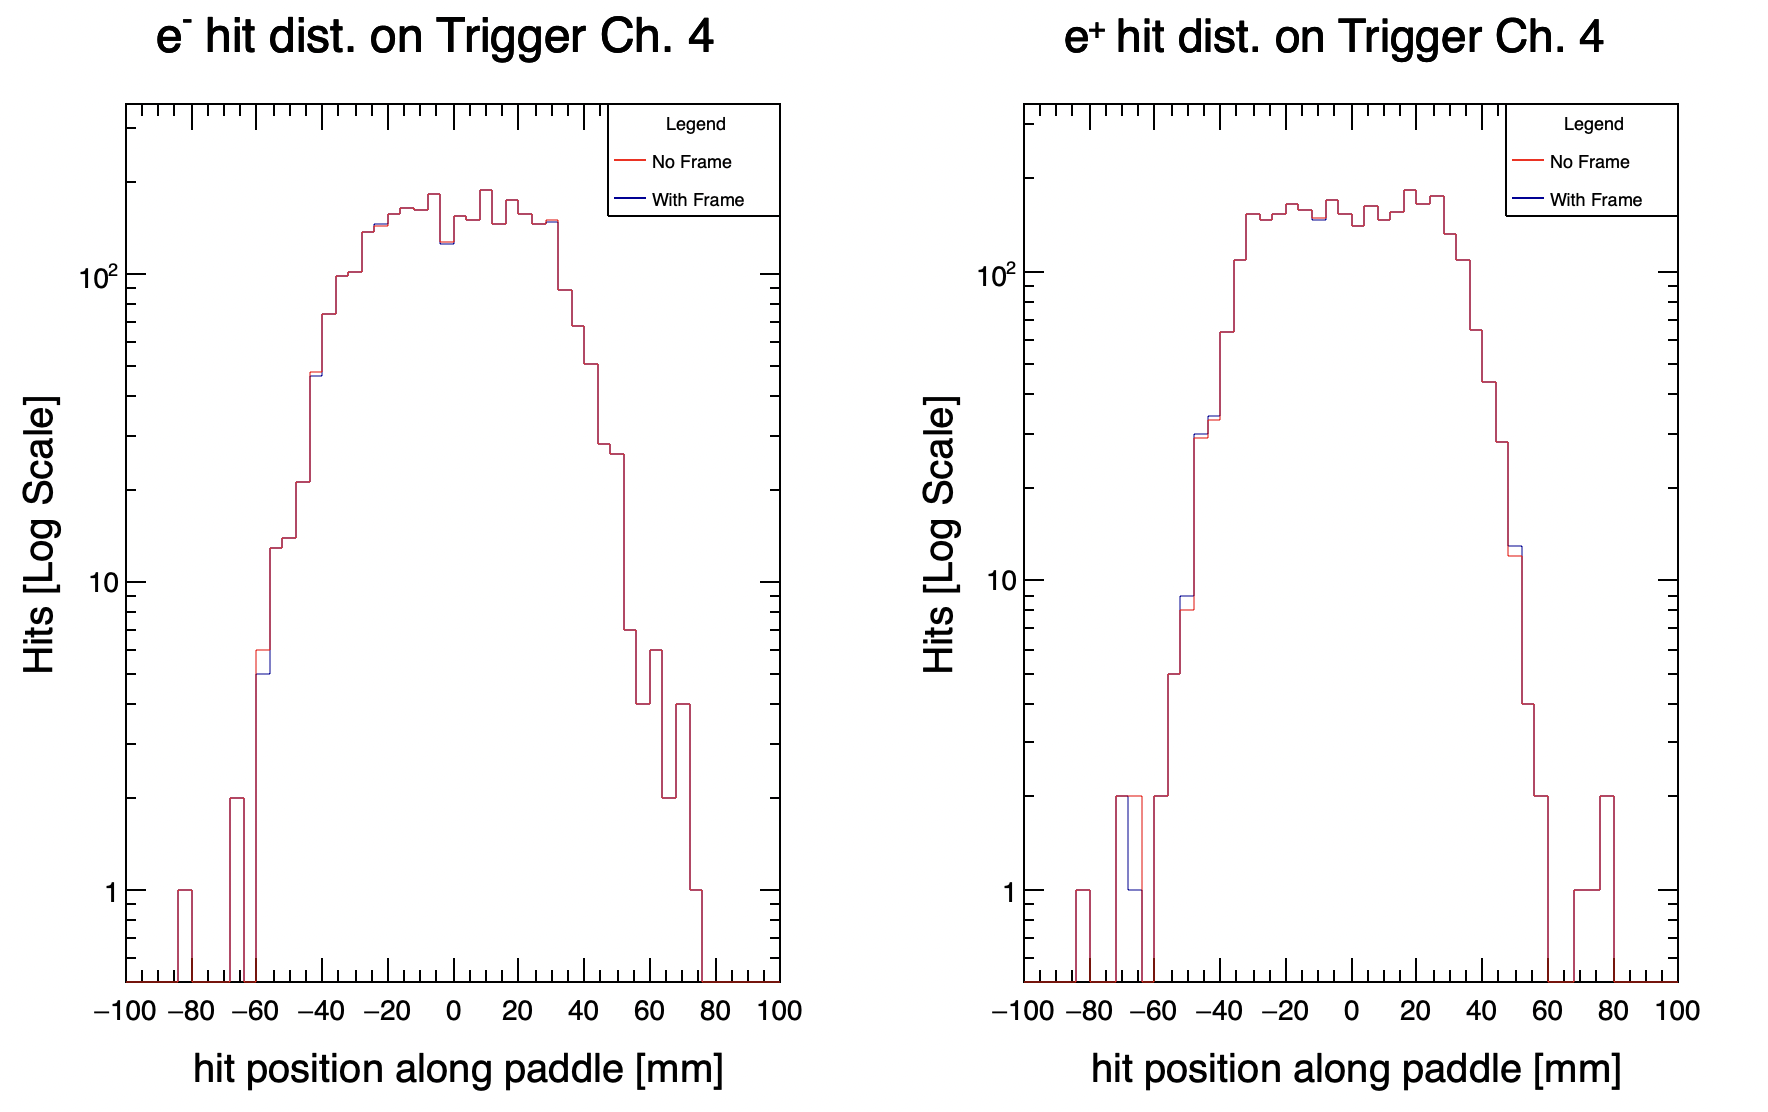 e⁻ hit dist. on Trigger Ch. 4
Legend
No Frame
With Frame
10²
10
1
Hits [Log Scale]
−100 −80 −60 −40 −20 0 20 40 60 80 100
hit position along paddle [mm]
e⁺ hit dist. on Trigger Ch. 4
Legend
No Frame
With Frame
10²
10
1
Hits [Log Scale]
−100 −80 −60 −40 −20 0 20 40 60 80 100
hit position along paddle [mm]